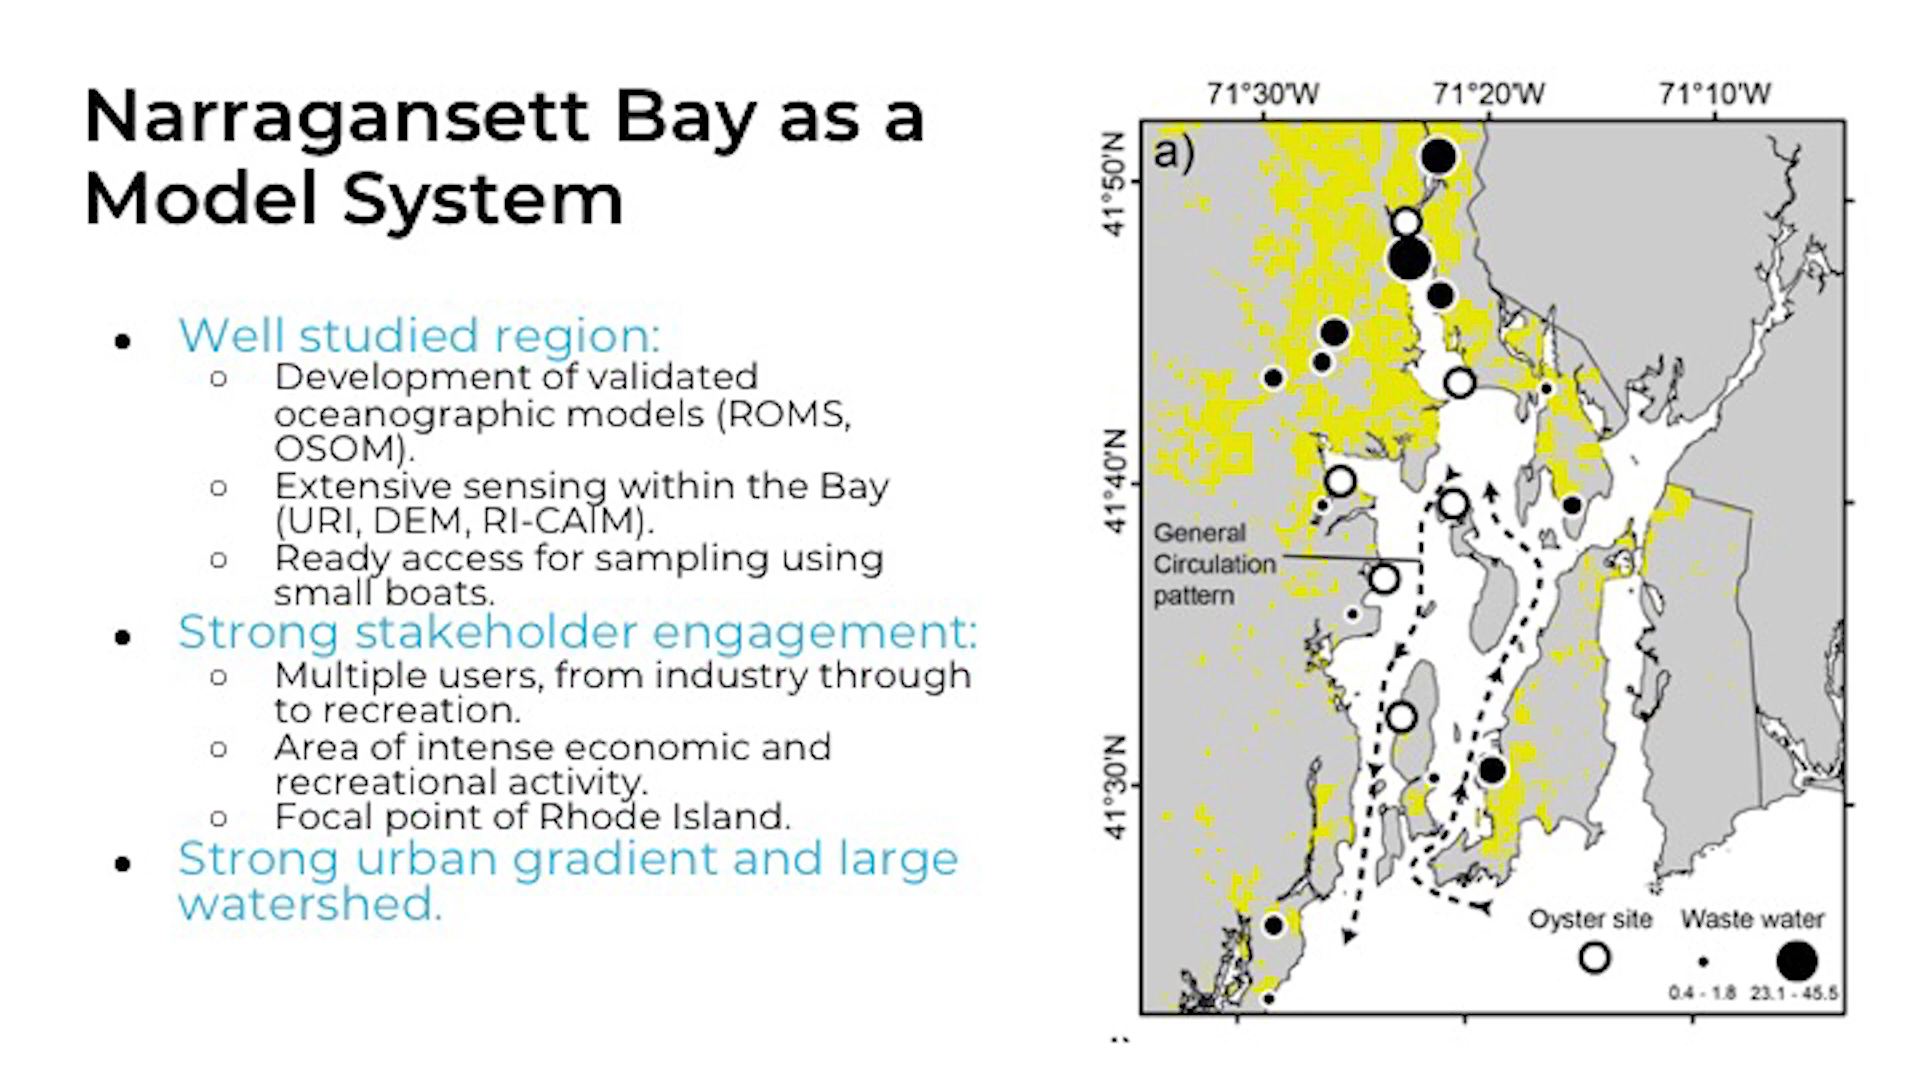 Narragansett Bay as a
Model System
Well studied region:
Development of validated
oceanographic models (ROMS,
OSOM).
Extensive sensing within the Bay
(URI, DEM, RI-CAIM).
Ready access for sampling using
small boats.
Strong stakeholder engagement:
Multiple users, from industry through
to recreation.
Area of intense economic and
recreational activity.
Focal point of Rhode Island.
Strong urban gradient and large
watershed.
71°30'W 71°20'W 71°10'W
a)
41°50'N
41°40'N
41°30'N
General
Circulation
pattern
Oyster site Waste water
0.4 - 1.8 23.1 - 45.5